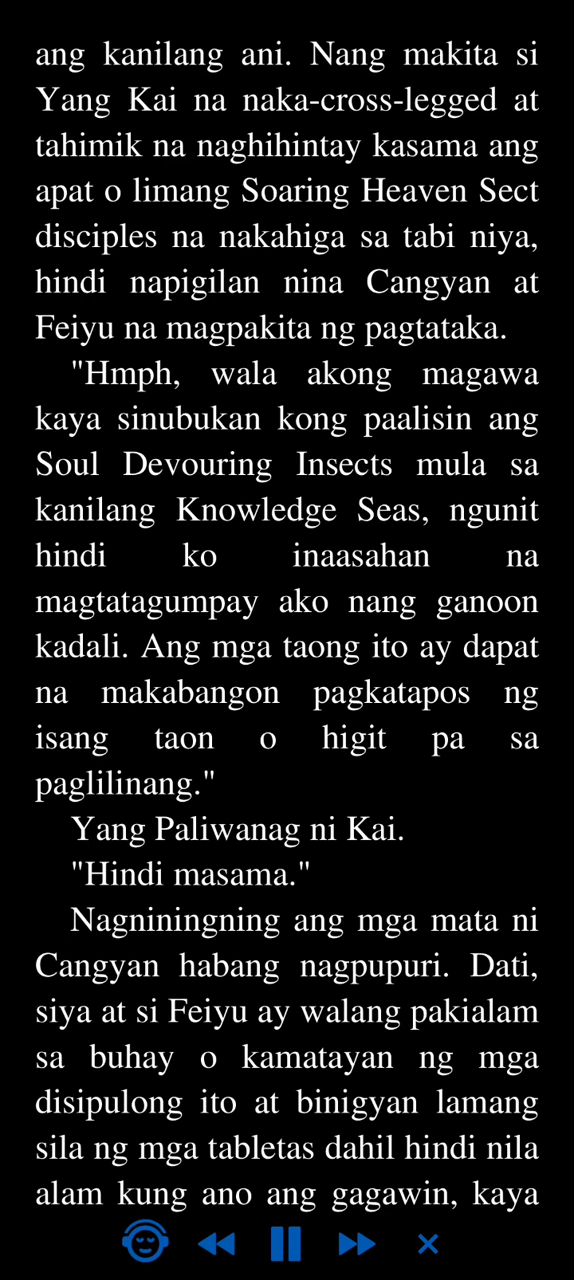 ang kanilang ani. Nang makita si
Yang Kai na naka-cross-legged at
tahimik na naghihintay kasama ang
apat o limang Soaring Heaven Sect
disciples na nakahiga sa tabi niya,
hindi napigilan nina Cangyan at
Feiyu na magpakita ng pagtataka.
"Hmph, wala akong magawa
kaya sinubukan kong paalisin ang
Soul Devouring Insects mula sa
kanilang Knowledge Seas, ngunit
hindi ko inaasahan na
magtatagumpay ako nang ganoon
kadali. Ang mga taong ito ay dapat
na makabangon pagkatapos ng
isang taon o higit pa sa
paglilinang."
Yang Paliwanag ni Kai.
"Hindi masama."
Nagniningning ang mga mata ni
Cangyan habang nagpupuri. Dati,
siya at si Feiyu ay walang pakialam
sa buhay o kamatayan ng mga
disipulong ito at binigyan lamang
sila ng mga tabletas dahil hindi nila
alam kung ano ang gagawin, kaya